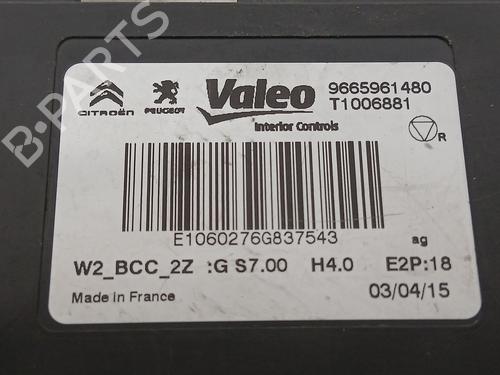 B-PARTS
CITROËN PEUGEOT Valeo 9665961480
T1006881
Interior Controls
R
E1060276G837543 ag
W2_BCC_2Z :G S7.00 H4.0 E2P:18
Made in France 03/04/15